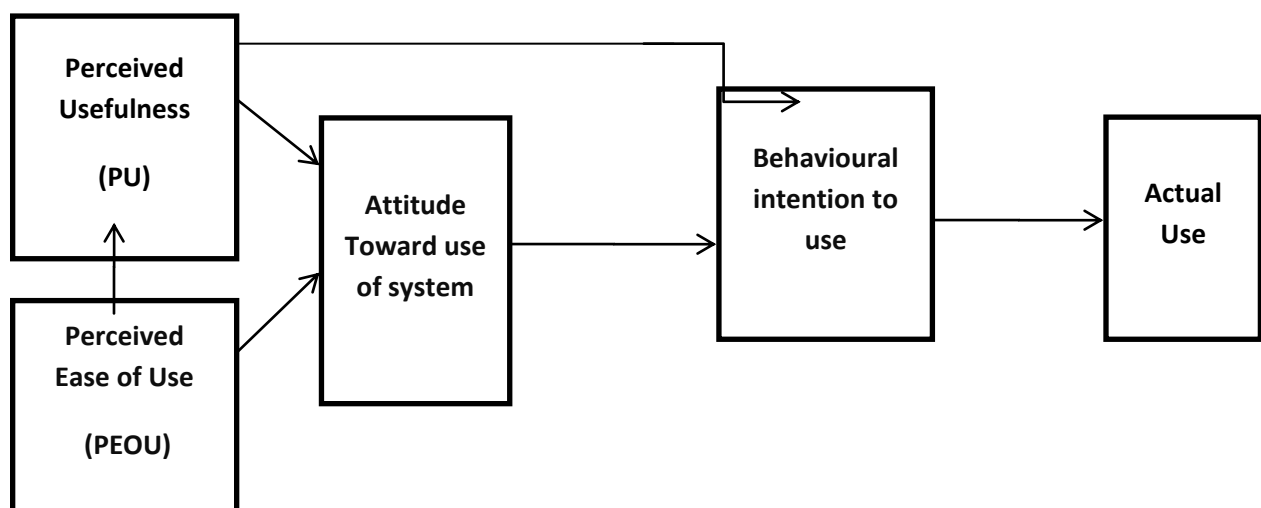 Perceived
Usefulness
(PU)
Perceived
Ease of Use
(PEOU)
Attitude
Toward use
of system
Behavioural
intention to
use
Actual
Use